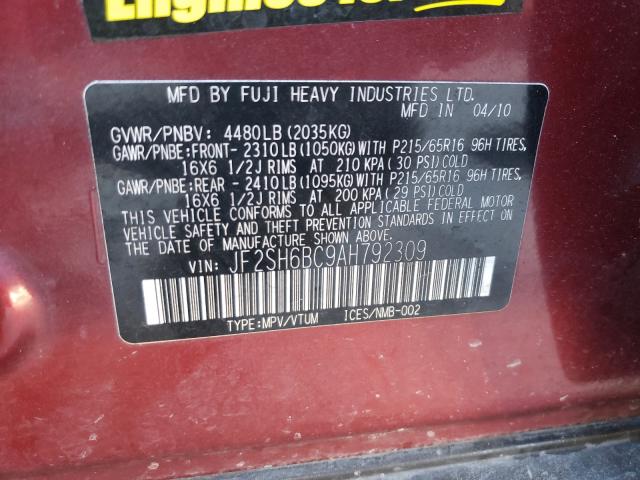 MFD BY FUJI HEAVY INDUSTRIES LTD.
MFD IN 04/10
GVWR/PNBV: 4480LB (2035KG)
GAWR/PNBE:FRONT- 2310LB (1050KG)WITH P215/65R16 96H TIRES,
16X6 1/2J RIMS AT 210 KPA (30 PSI)COLD
GAWR/PNBE:REAR - 2410LB (1095KG)WITH P215/65R16 96H TIRES,
16X6 1/2J RIMS AT 200 KPA (29 PSI)COLD
THIS VEHICLE CONFORMS TO ALL APPLICABLE FEDERAL MOTOR
VEHICLE SAFETY AND THEFT PREVENTION STANDARDS IN EFFECT
ON THE DATE OF MANUFACTURE SHOWN ABOVE.
VIN: JF2SH6BC9AH792309
TYPE:MPV/VTUM ICES/NMB-002